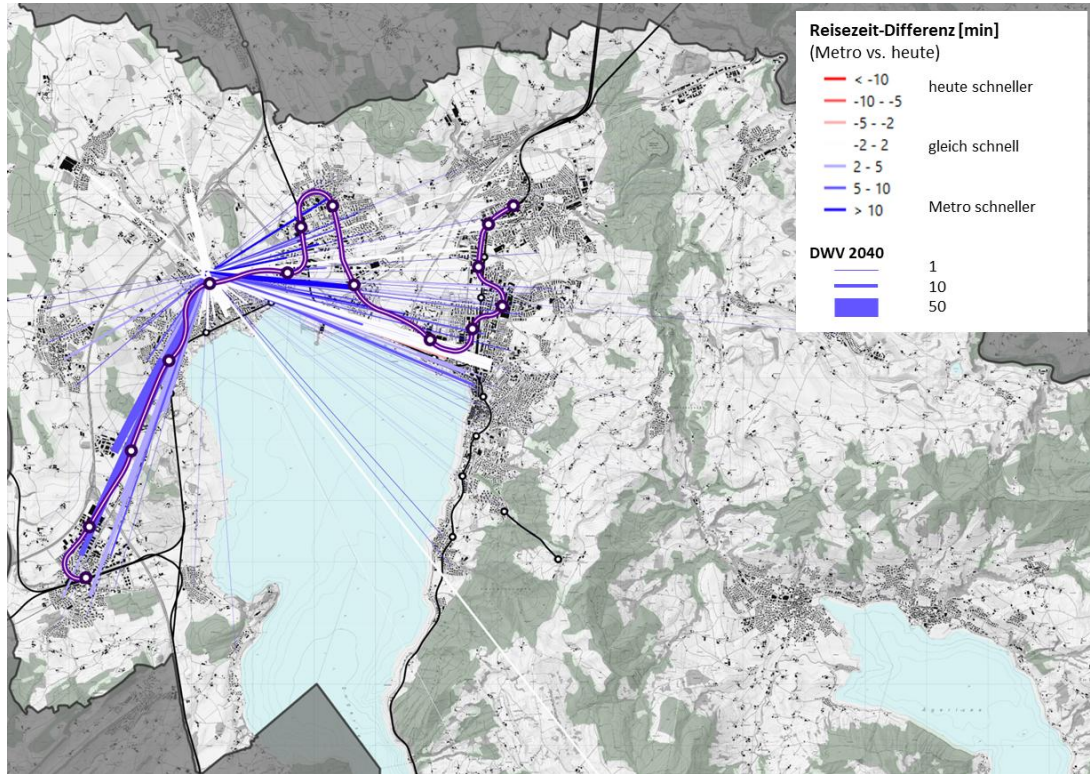 Reisezeit-Differenz [min]
(Metro vs. heute)
< -10
heute schneller
-10 - -5
-5 - -2
-2 - 2
gleich schnell
2 - 5
5 - 10
> 10
Metro schneller
DWV 2040
1
10
50
Ägerisee